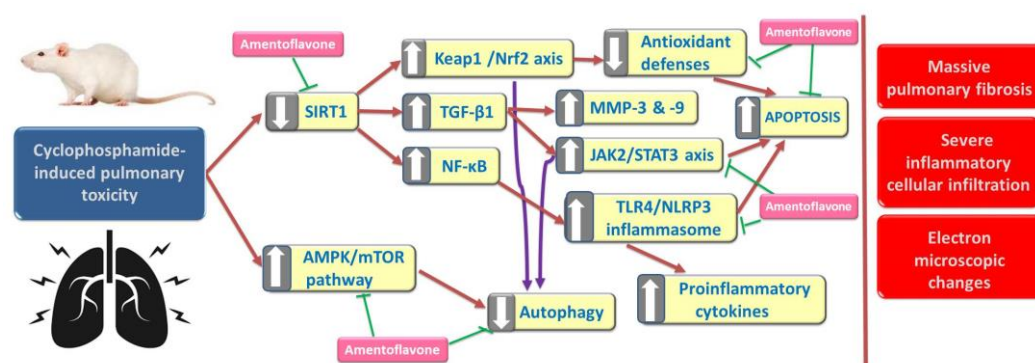 Amentoflavone
Keap1 /Nrf2 axis
Antioxidant
defenses
Amentoflavone
SIRT1
TGF-β1
MMP-3 & -9
APOPTOSIS
NF-κB
JAK2/STAT3 axis
Cyclophosphamide-
induced pulmonary
toxicity
TLR4/NLRP3
inflammasome
Amentoflavone
AMPK/mTOR
pathway
Autophagy
Proinflammatory
cytokines
Amentoflavone
Massive
pulmonary fibrosis
Severe
inflammatory
cellular infiltration
Electron
microscopic
changes